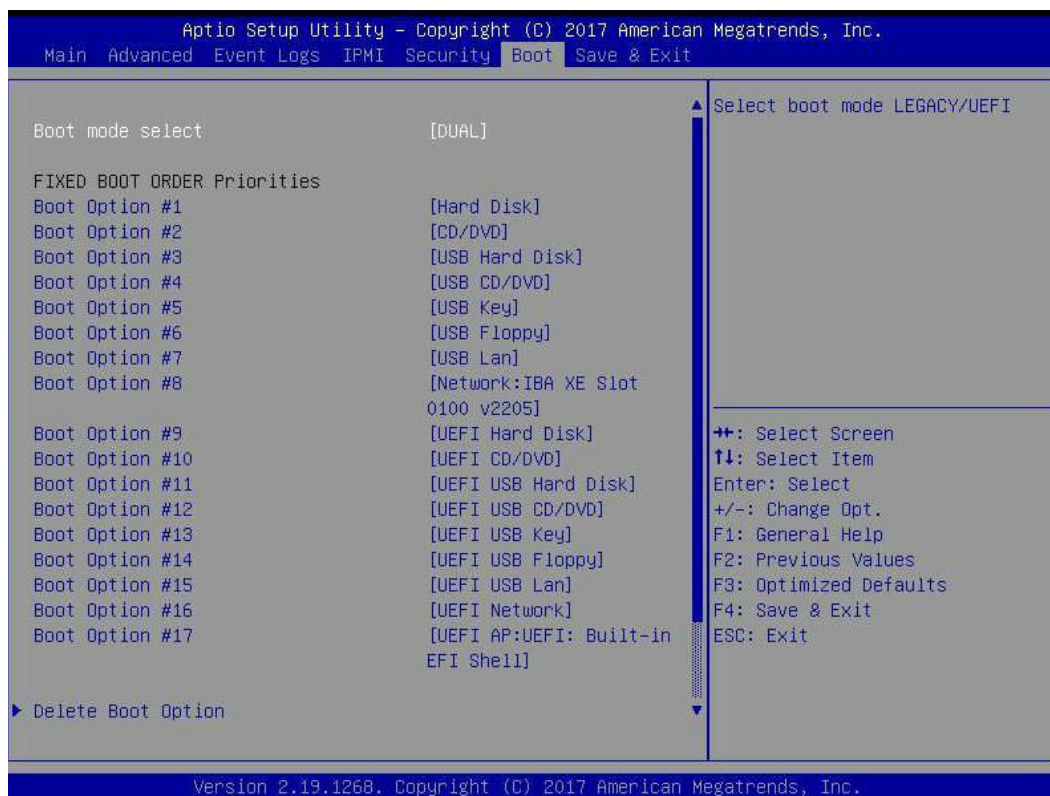 Aptio Setup Utility – Copyright (C) 2017 American Megatrends, Inc.
Main Advanced Event Logs IPMI Security Boot Save & Exit
Boot mode select [DUAL]
FIXED BOOT ORDER Priorities
Boot Option #1 [Hard Disk]
Boot Option #2 [CD/DVD]
Boot Option #3 [USB Hard Disk]
Boot Option #4 [USB CD/DVD]
Boot Option #5 [USB Key]
Boot Option #6 [USB Floppy]
Boot Option #7 [USB Lan]
Boot Option #8 [Network:IBA XE Slot
0100 v2205]
Boot Option #9 [UEFI Hard Disk]
Boot Option #10 [UEFI CD/DVD]
Boot Option #11 [UEFI USB Hard Disk]
Boot Option #12 [UEFI USB CD/DVD]
Boot Option #13 [UEFI USB Key]
Boot Option #14 [UEFI USB Floppy]
Boot Option #15 [UEFI USB Lan]
Boot Option #16 [UEFI Network]
Boot Option #17 [UEFI AP:UEFI: Built-in
EFI Shell]
Delete Boot Option
Select boot mode LEGACY/UEFI
→←: Select Screen
↑↓: Select Item
Enter: Select
+/-: Change Opt.
F1: General Help
F2: Previous Values
F3: Optimized Defaults
F4: Save & Exit
ESC: Exit
Version 2.19.1268. Copyright (C) 2017 American Megatrends, Inc.